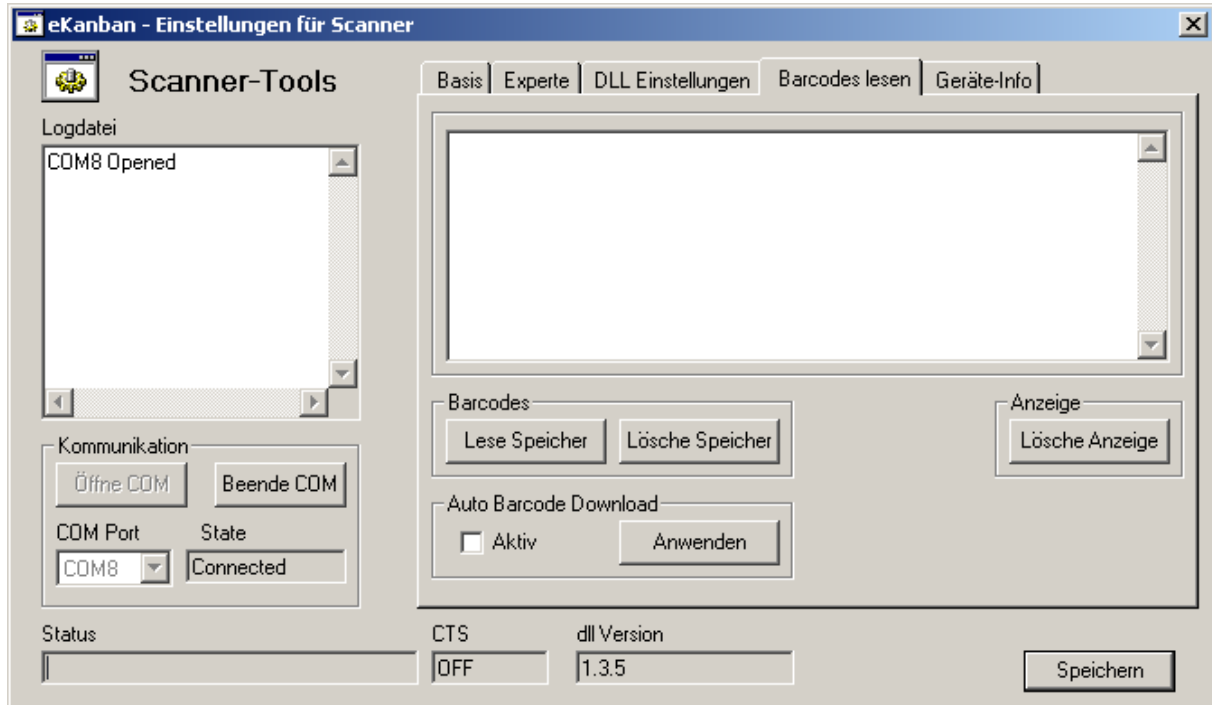 eKanban - Einstellungen für Scanner
Scanner-Tools
Basis Experte DLL Einstellungen Barcodes lesen Geräte-Info
Logdatei
COM8 Opened
Barcodes
Lese Speicher Lösche Speicher
Anzeige
Lösche Anzeige
Kommunikation
Öffne COM Beende COM
COM Port State
COM8 Connected
Auto Barcode Download
Aktiv Anwenden
Status CTS dll Version
OFF 1.3.5
Speichern